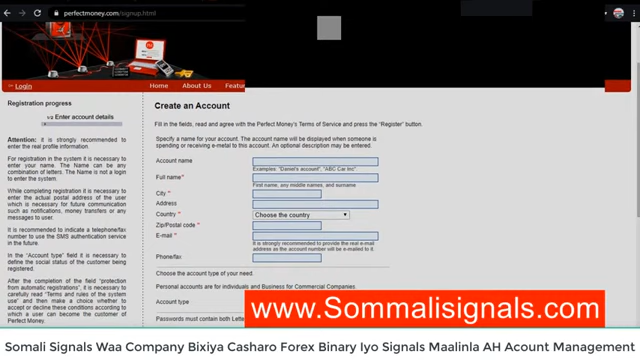 perfectmoney.com/signup.html
Login
Home About Us Featur
Registration progress
1/2 Enter account details
Attention: It is strongly recommended to enter the real profile information.
For registration in the system it is necessary to enter your name. The Name can be any combination of letters. The Name is not a login to enter the system.
While completing registration it is necessary to enter the actual postal address of the user which is necessary for future communication such as notifications, money transfers or any messages to user.
It is recommended to indicate a telephone/fax number to use the SMS authentication service in the future.
In the "Account type" field it is necessary to define the social status of the customer being registered.
After the completion of the field "protection from automatic registrations", it is necessary to carefully read "Terms and rules of the system use" and then make a choice whether to accept or decline these conditions according to which user can become the customer of Perfect Money.
Create an Account
Fill in the fields, read and agree with the Perfect Money's Terms of Service and press the "Register" button.
Specify a name for your account. The account name will be displayed when someone is spending or receiving e-metal to this account. An optional description may be entered.
Account name
Examples: "Daniel's account", "ABC Car Inc".
Full name*
First name, any middle names, and surname
City *
Address
Country * Choose the country
Zip/Postal code *
E-mail *
It is strongly recommended to provide the real e-mail address as the account number will be e-mailed to it.
Phone/fax
Choose the account type of your need.
Personal accounts are for individuals and Business for Commercial Companies.
Account type
Passwords must contain both Lett
www.Sommalisignals.com
Somali Signals Waa Company Bixiya Casharo Forex Binary Iyo Signals Maalinla AH Acount Management